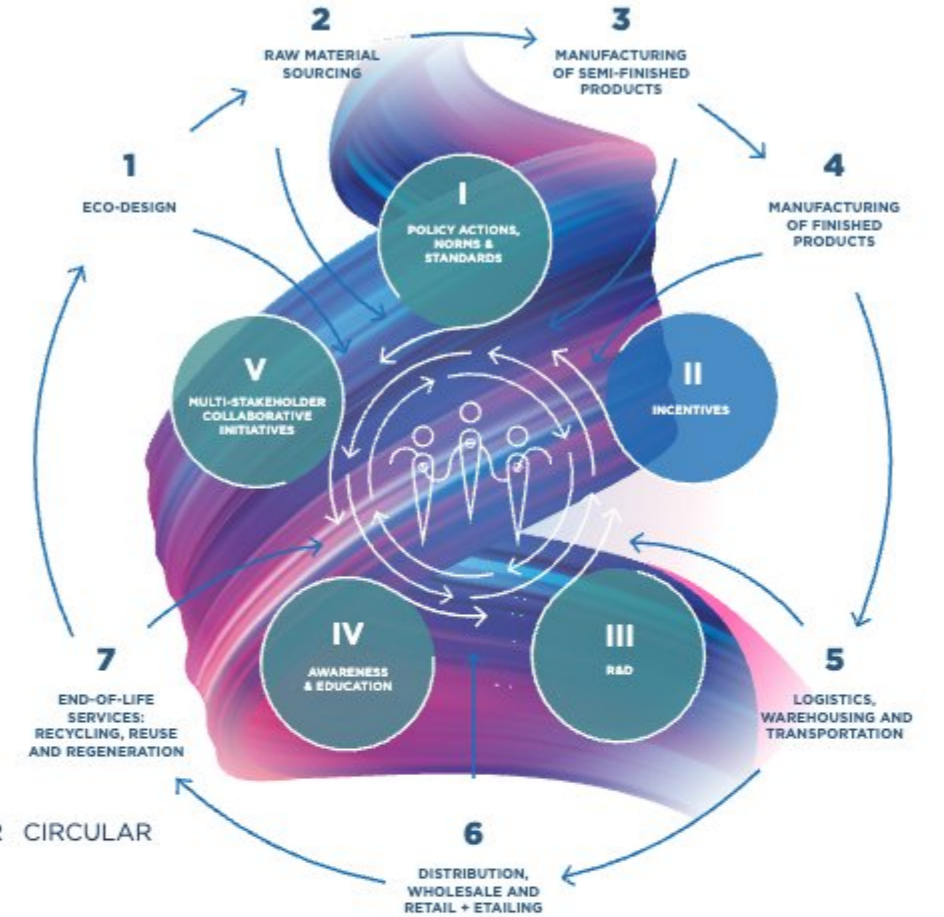 2
RAW MATERIAL
SOURCING
3
MANUFACTURING
OF SEMI-FINISHED
PRODUCTS
1
ECO-DESIGN
4
MANUFACTURING
OF FINISHED
PRODUCTS
I
POLICY ACTIONS,
NORMS &
STANDARDS
V
MULTI-STAKEHOLDER
COLLABORATIVE
INITIATIVES
II
INCENTIVES
IV
AWARENESS
& EDUCATION
III
R&D
7
END-OF-LIFE
SERVICES:
RECYCLING, REUSE
AND REGENERATION
5
LOGISTICS,
WAREHOUSING AND
TRANSPORTATION
CIRCULAR
6
DISTRIBUTION,
WHOLESALE AND
RETAIL + ETAILING